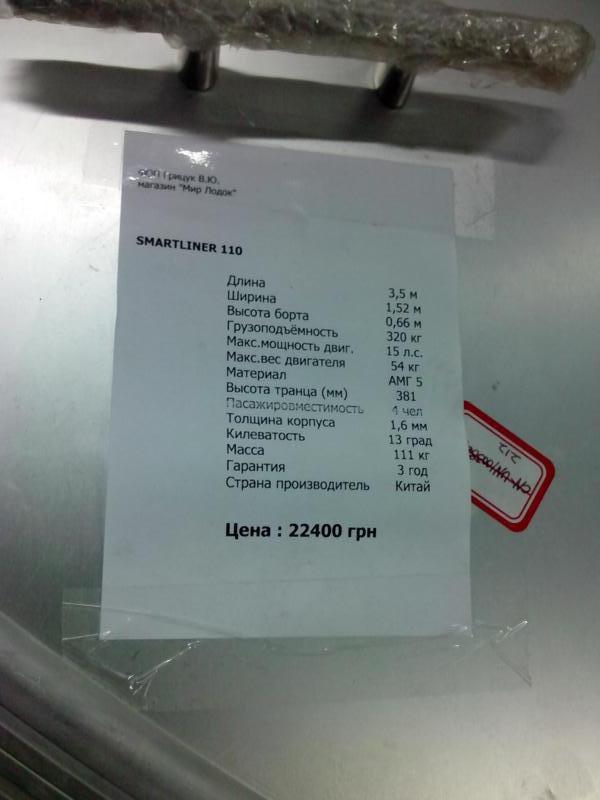 ФОП Грицук В.Ю.
магазин "Мир Лодок"
SMARTLINER 110
Длина 3,5 м
Ширина 1,52 м
Высота борта 0,66 м
Грузоподъёмность 320 кг
Макс.мощность двиг. 15 л.с.
Макс.вес двигателя 54 кг
Материал АМГ 5
Высота транца (мм) 381
Пасажировместимость 4 чел
Толщина корпуса 1,6 мм
Килеватость 13 град
Масса 111 кг
Гарантия 3 год
Страна производитель Китай
Цена : 22400 грн
212